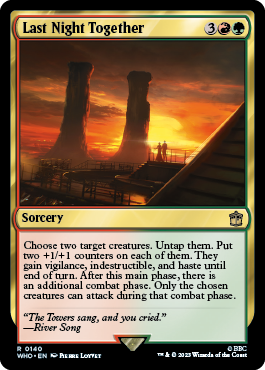 Last Night Together 3
Sorcery
Choose two target creatures. Untap them. Put
two +1/+1 counters on each of them. They
gain vigilance, indestructible, and haste until
end of turn. After this main phase, there is
an additional combat phase. Only the chosen
creatures can attack during that combat phase.
"The Towers sang, and you cried."
—River Song
R 0140 © BBC
WHO • EN Pierre Loyvet ™ & © 2023 Wizards of the Coast